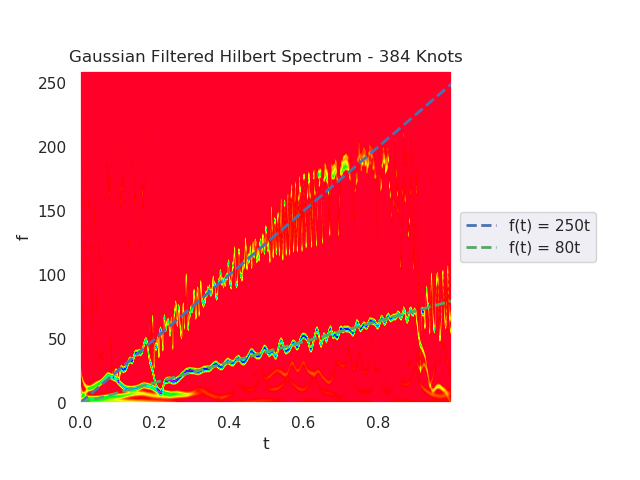 Gaussian Filtered Hilbert Spectrum - 384 Knots
250
200
150
100
50
0
f
0.0 0.2 0.4 0.6 0.8
t
f(t) = 250t
f(t) = 80t